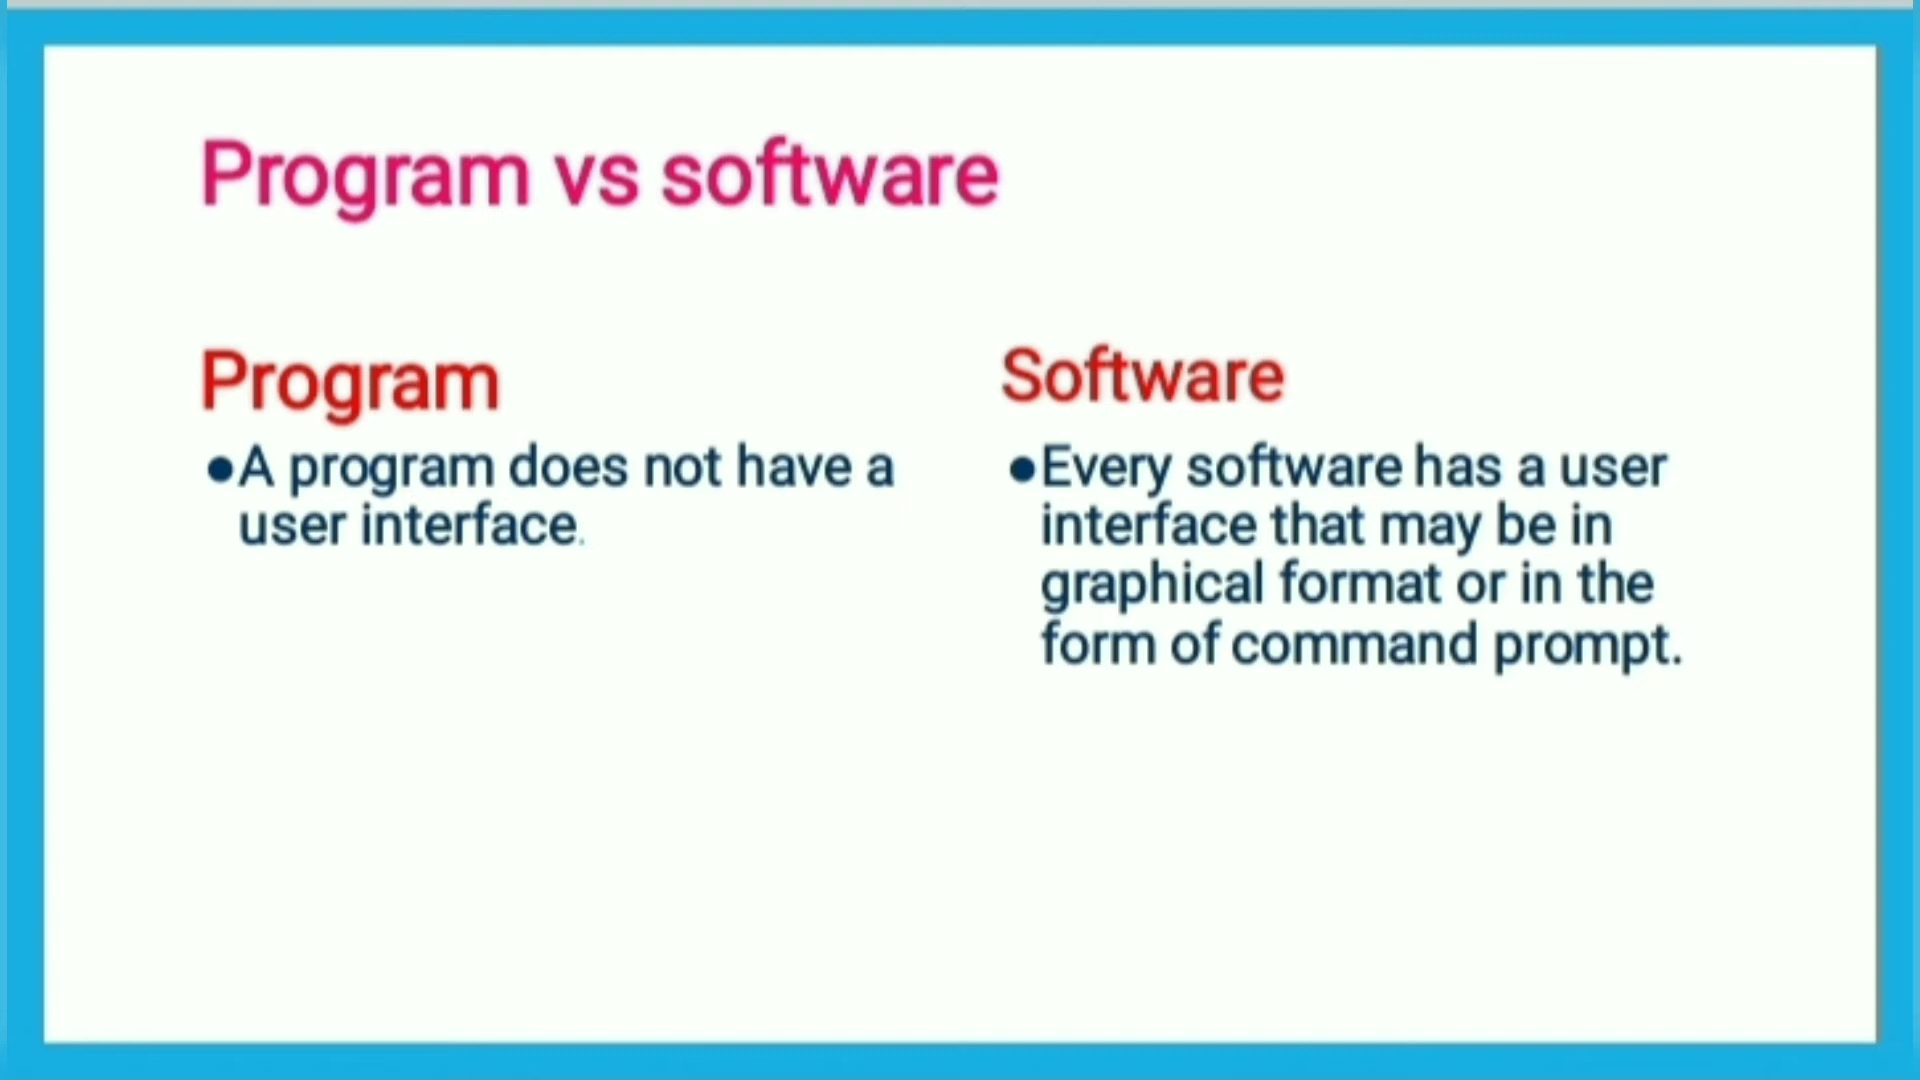 Program vs software
Program
●A program does not have a
user interface.
Software
●Every software has a user
interface that may be in
graphical format or in the
form of command prompt.